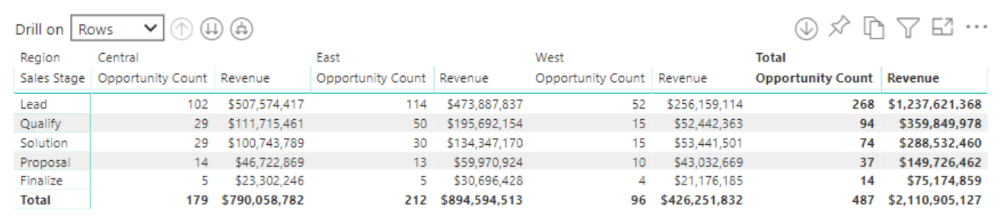 Drill on Rows
Region Central East West Total
Sales Stage Opportunity Count Revenue Opportunity Count Revenue Opportunity Count Revenue Opportunity Count Revenue
Lead 102 $507,574,417 114 $473,887,837 52 $256,159,114 268 $1,237,621,368
Qualify 29 $111,715,461 50 $195,692,154 15 $52,442,363 94 $359,849,978
Solution 29 $100,743,789 30 $134,347,170 15 $53,441,501 74 $288,532,460
Proposal 14 $46,722,869 13 $59,970,924 10 $43,032,669 37 $149,726,462
Finalize 5 $23,302,246 5 $30,696,428 4 $21,176,185 14 $75,174,859
Total 179 $790,058,782 212 $894,594,513 96 $426,251,832 487 $2,110,905,127